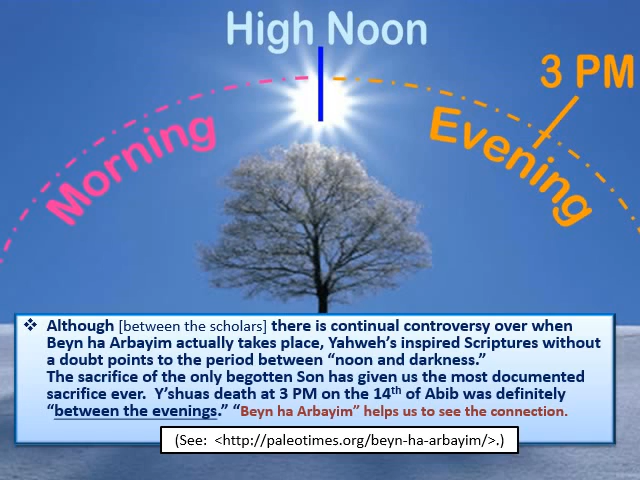 High Noon
3 PM
Morning
Evening
❖ Although [between the scholars] there is continual controversy over when
Beyn ha Arbayim actually takes place, Yahweh's inspired Scriptures without
a doubt points to the period between “noon and darkness.”
The sacrifice of the only begotten Son has given us the most documented
sacrifice ever.  Y'shuas death at 3 PM on the 14th of Abib was definitely
“between the evenings.” “Beyn ha Arbayim” helps us to see the connection.
(See:  <http://paleotimes.org/beyn-ha-arbayim/>.)